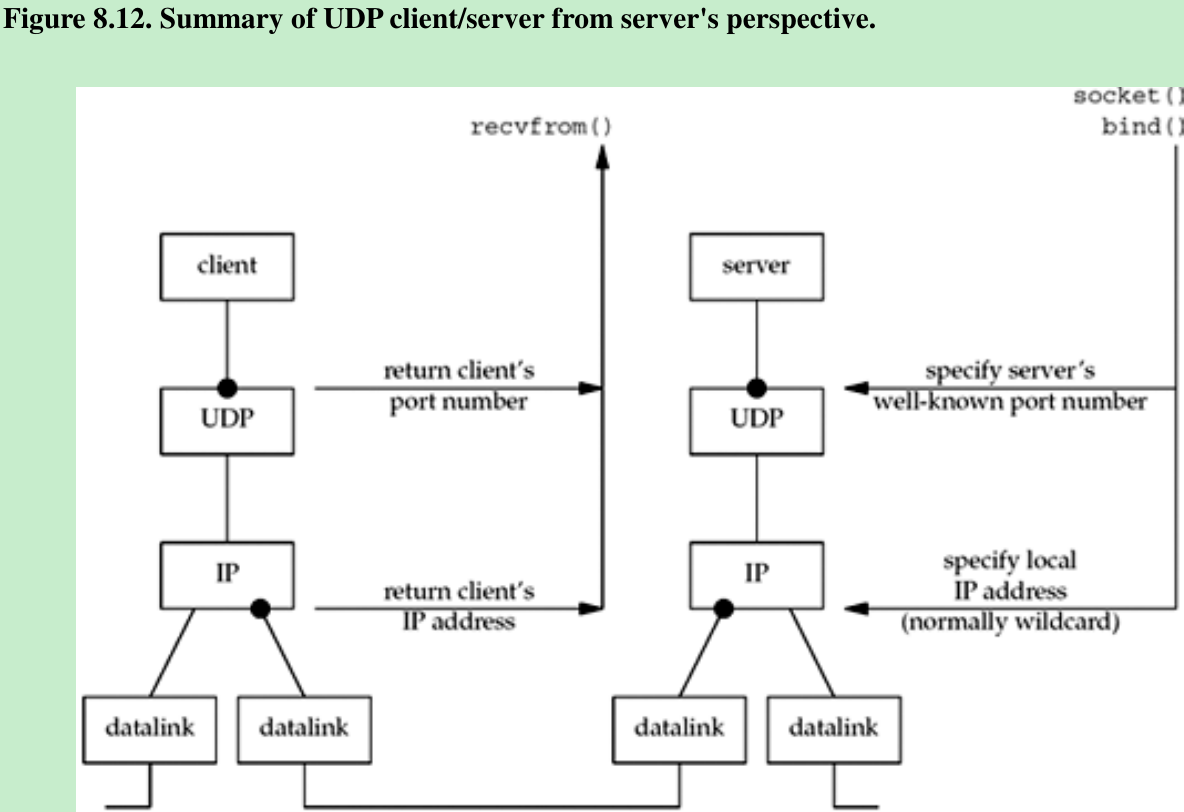 Figure 8.12. Summary of UDP client/server from server's perspective.
socket()
recvfrom()
bind()
client
server
return client's
port number
specify server's
well-known port number
UDP
UDP
IP
IP
specify local
IP address
(normally wildcard)
return client's
IP address
datalink
datalink
datalink
datalink